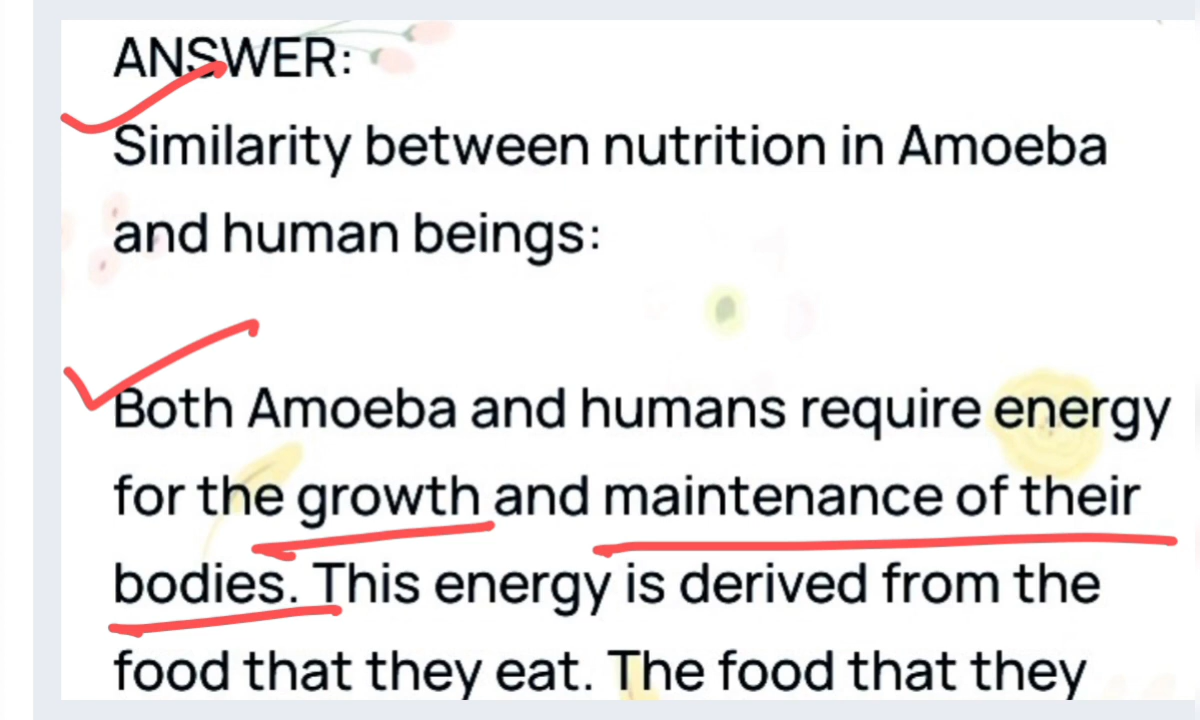 ANSWER:
Similarity between nutrition in Amoeba
and human beings:
Both Amoeba and humans require energy
for the growth and maintenance of their
bodies. This energy is derived from the
food that they eat. The food that they